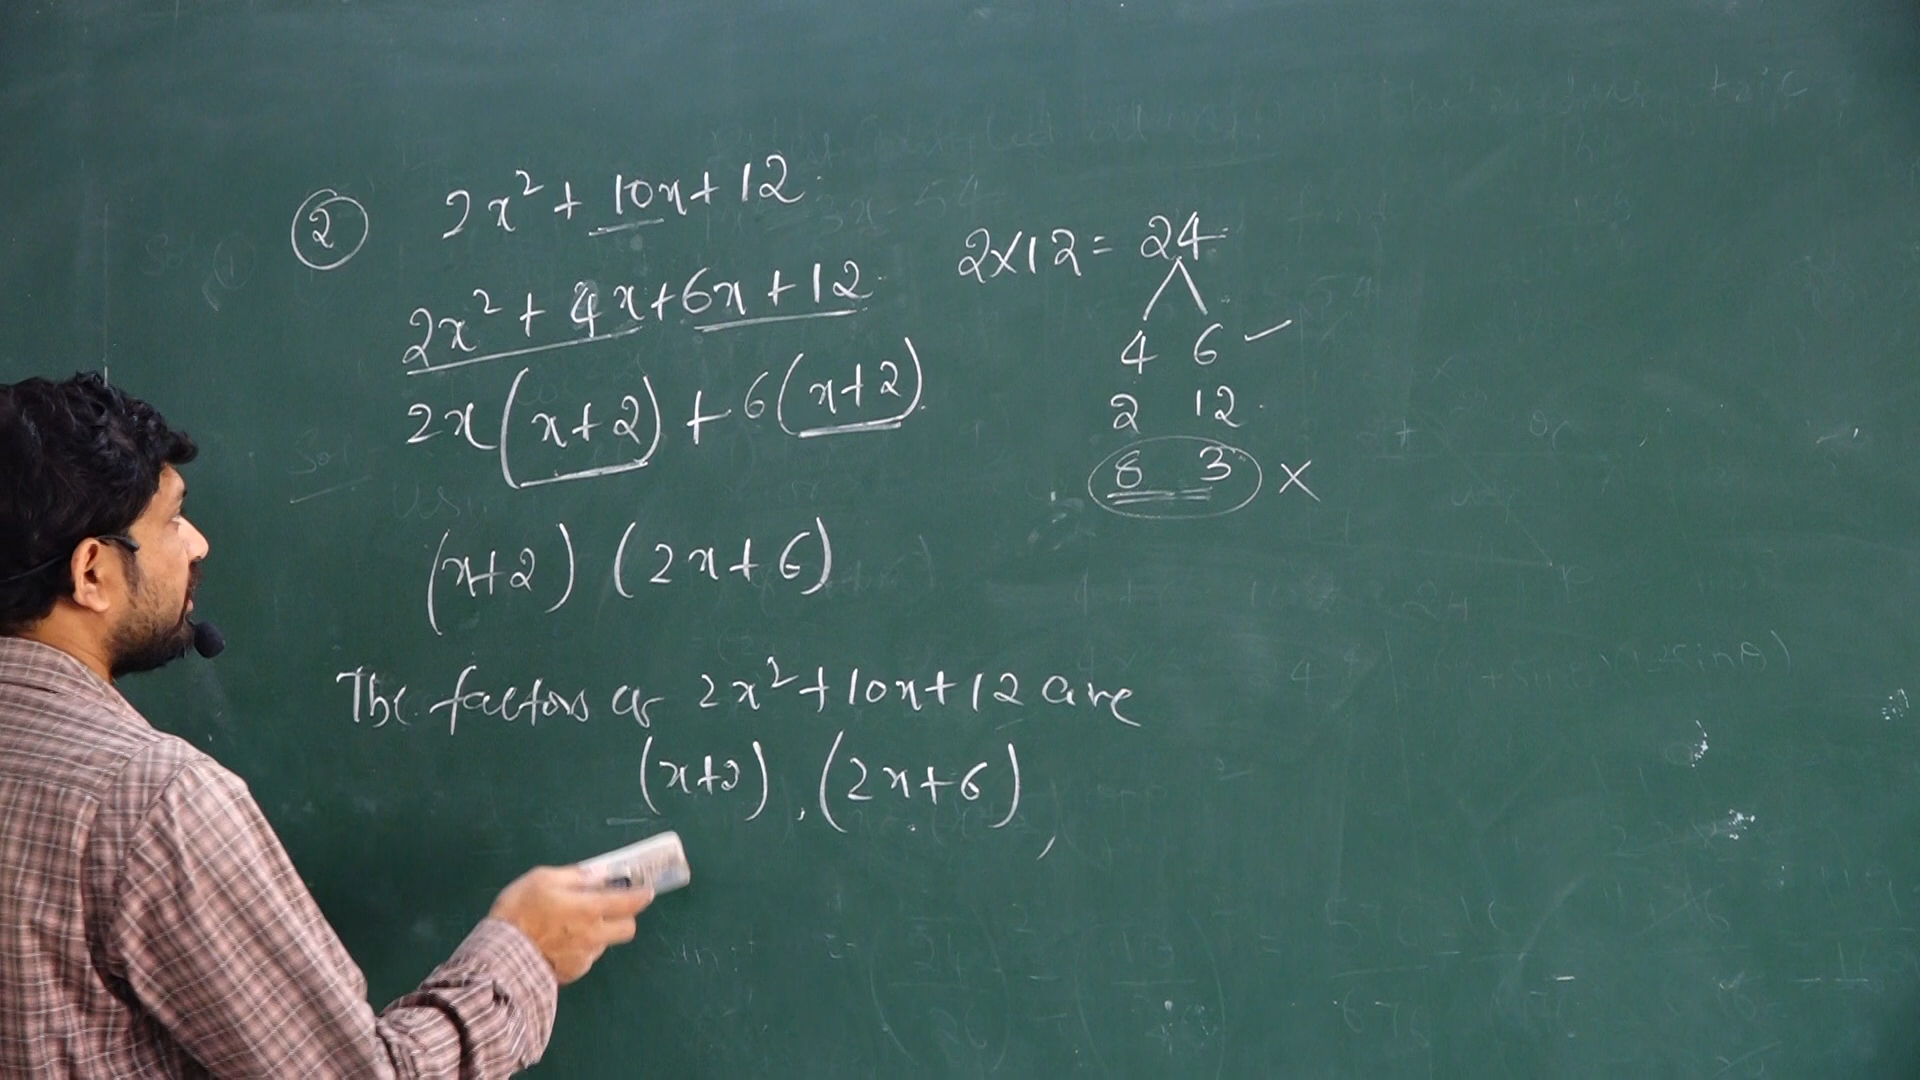 ② 2x² + 10x + 12
2x² + 4x + 6x + 12
2x (x+2) + 6 (x+2)
(x+2) (2x+6)
The factors of 2x² + 10x + 12 are
(x+2), (2x+6),
2×12 = 24
4 6 ✓
2 12
8 3 ×